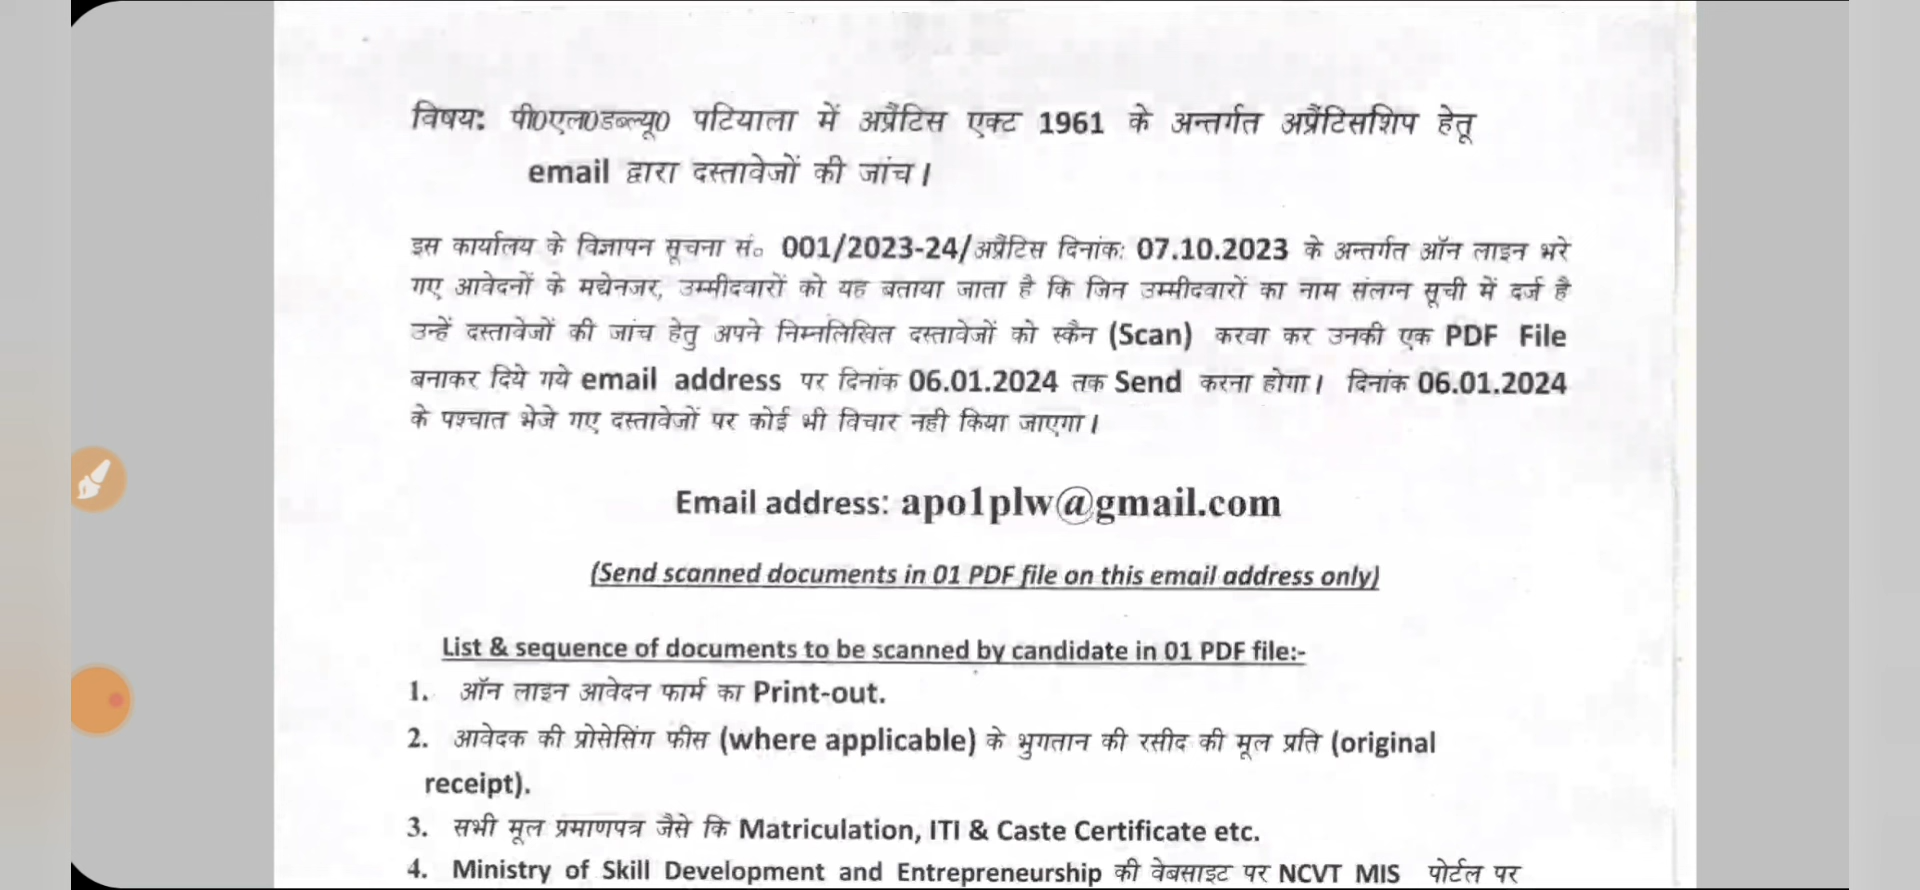 विषय: पी0एल0डब्ल्यू0 पटियाला में अप्रैंटिस एक्ट 1961 के अन्तर्गत अप्रैंटिसशिप हेतू
email द्वारा दस्तावेजों की जांच।
इस कार्यालय के विज्ञापन सूचना सं॰ 001/2023-24/अप्रैंटिस दिनांक: 07.10.2023 के अन्तर्गत ऑन लाइन भरे
गए आवेदनों के मद्येनजर, उम्मीदवारों को यह बताया जाता है कि जिन उम्मीदवारों का नाम संलग्न सूची में दर्ज है
उन्हें दस्तावेजों की जांच हेतु अपने निम्नलिखित दस्तावेजों को स्कैन (Scan) करवा कर उनकी एक PDF File
बनाकर दिये गये email address पर दिनांक 06.01.2024 तक Send करना होगा। दिनांक 06.01.2024
के पश्चात भेजे गए दस्तावेजों पर कोई भी विचार नही किया जाएगा।
Email address: apo1plw@gmail.com
(Send scanned documents in 01 PDF file on this email address only)
List & sequence of documents to be scanned by candidate in 01 PDF file:-
1. ऑन लाइन आवेदन फार्म का Print-out.
2. आवेदक की प्रोसेसिंग फीस (where applicable) के भुगतान की रसीद की मूल प्रति (original
receipt).
3. सभी मूल प्रमाणपत्र जैसे कि Matriculation, ITI & Caste Certificate etc.
4. Ministry of Skill Development and Entrepreneurship की वेबसाइट पर NCVT MIS पोर्टल पर